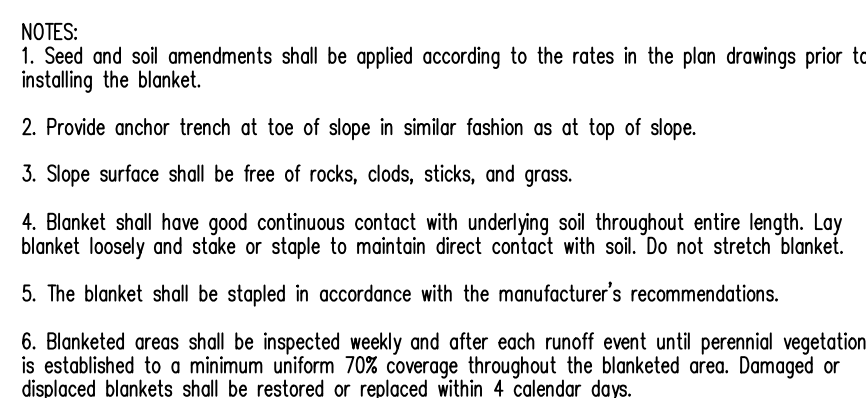 NOTES:
1. Seed and soil amendments shall be applied according to the rates in the plan drawings prior to
installing the blanket.
2. Provide anchor trench at toe of slope in similar fashion as at top of slope.
3. Slope surface shall be free of rocks, clods, sticks, and grass.
4. Blanket shall have good continuous contact with underlying soil throughout entire length. Lay
blanket loosely and stake or staple to maintain direct contact with soil. Do not stretch blanket.
5. The blanket shall be stapled in accordance with the manufacturer's recommendations.
6. Blanketed areas shall be inspected weekly and after each runoff event until perennial vegetation
is established to a minimum uniform 70% coverage throughout the blanketed area. Damaged or
displaced blankets shall be restored or replaced within 4 calendar days.